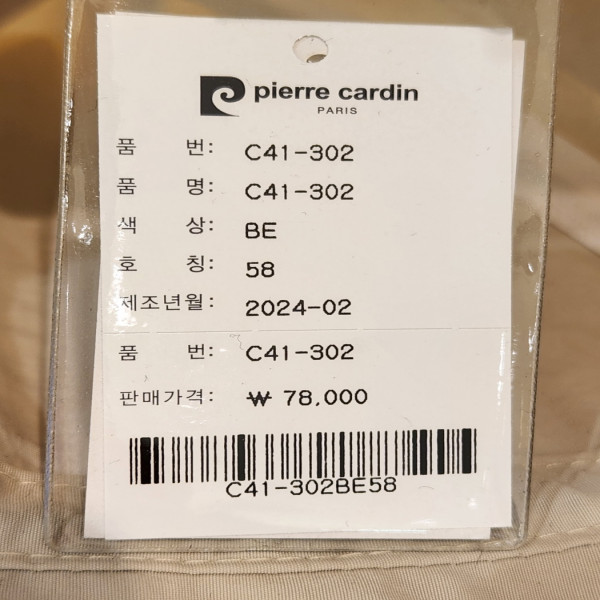 pierre cardin
PARIS
품 번: C41-302
품 명: C41-302
색 상: BE
호 칭: 58
제조년월: 2024-02
품 번: C41-302
판매가격: ₩ 78,000
C41-302BE58